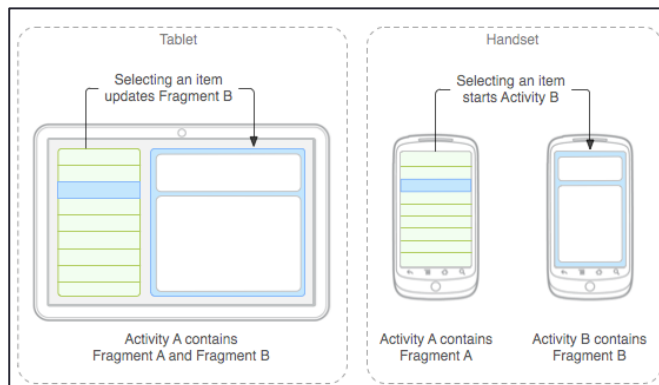 Tablet
Selecting an item
updates Fragment B
Activity A contains
Fragment A and Fragment B
Handset
Selecting an item
starts Activity B
Activity A contains
Fragment A
Activity B contains
Fragment B